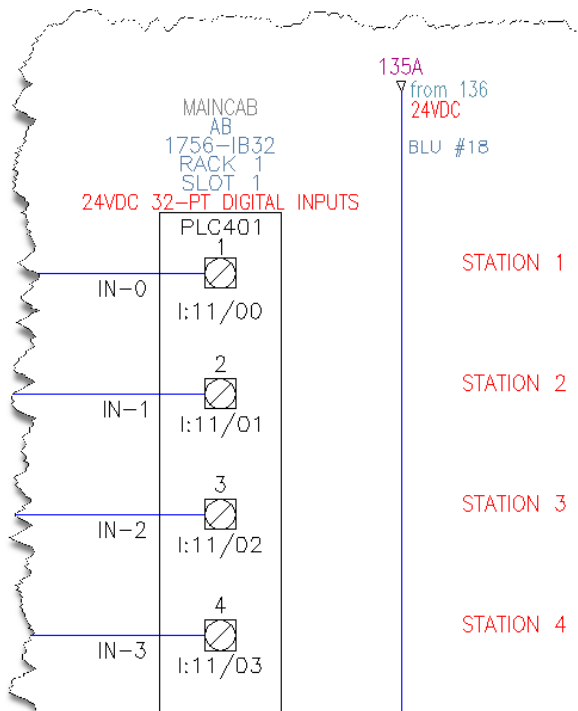 135A
from 136
24VDC
BLU #18
MAINCAB
AB
1756-IB32
RACK 1
SLOT 1
24VDC 32-PT DIGITAL INPUTS
PLC401
1
IN-0
I:11/00
STATION 1
2
IN-1
I:11/01
STATION 2
3
IN-2
I:11/02
STATION 3
4
IN-3
I:11/03
STATION 4